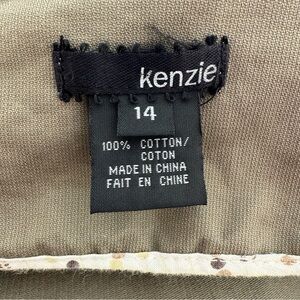 kenzie
14
100% COTTON/
COTON
MADE IN CHINA
FAIT EN CHINE